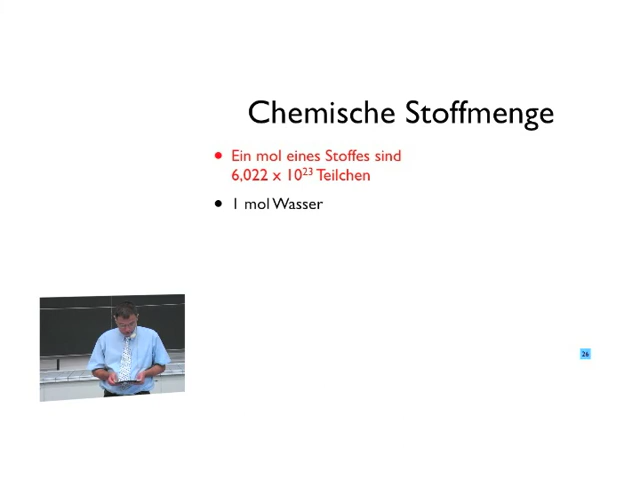 Chemische Stoffmenge
• Ein mol eines Stoffes sind
6,022 x 10²³ Teilchen
• 1 mol Wasser
26